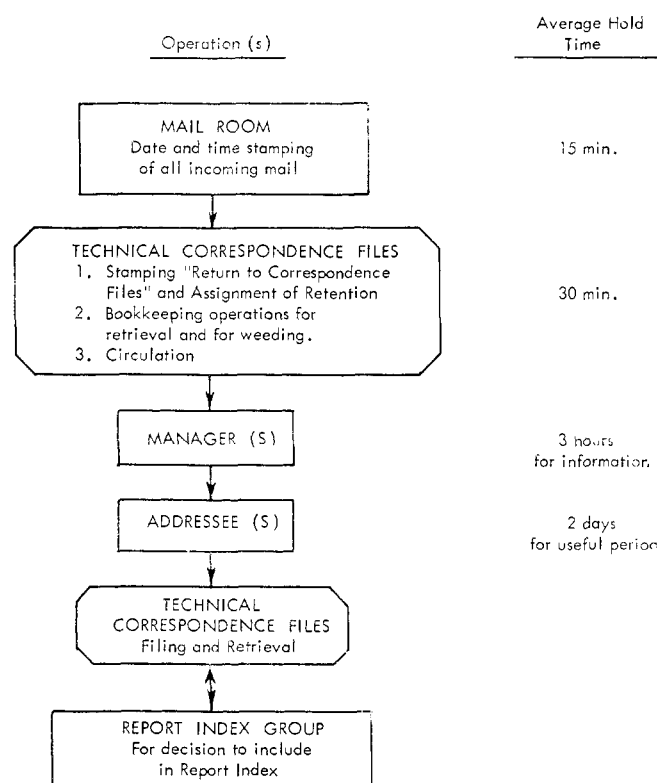 Operation (s)
Average Hold
Time
MAIL ROOM
Date and time stamping
of all incoming mail
15 min.
TECHNICAL CORRESPONDENCE FILES
1. Stamping "Return to Correspondence
Files" and Assignment of Retention
2. Bookkeeping operations for
retrieval and for weeding.
3. Circulation
30 min.
MANAGER (S)
3 hours
for information.
ADDRESSEE (S)
2 days
for useful period
TECHNICAL
CORRESPONDENCE FILES
Filing and Retrieval
REPORT INDEX GROUP
For decision to include
in Report Index